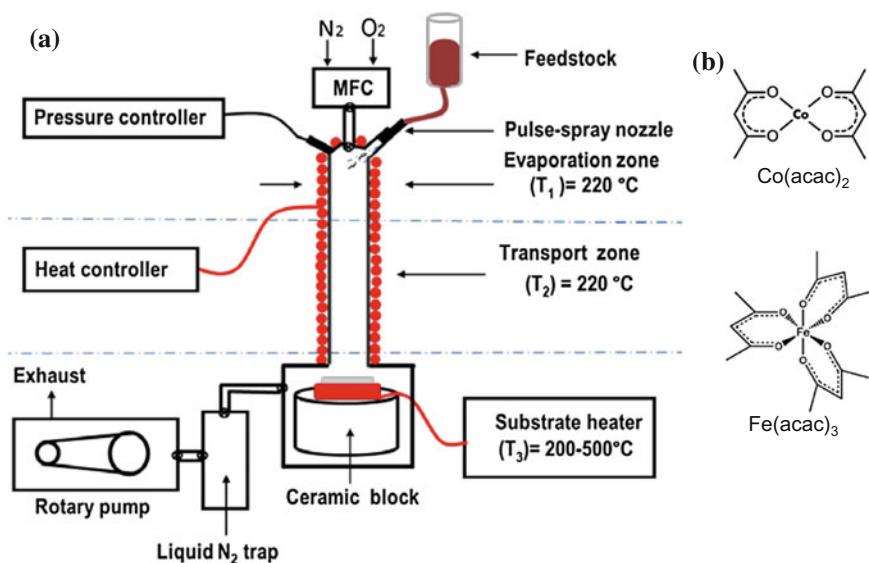 (a)
N₂ O₂
Feedstock
MFC
Pressure controller
Pulse-spray nozzle
Evaporation zone
(T₁)= 220 °C
Heat controller
Transport zone
(T₂) = 220 °C
Exhaust
Substrate heater
(T₃)= 200-500°C
Rotary pump
Ceramic block
Liquid N₂ trap
(b)
O O
Co
O O
Co(acac)₂
O O
O Fe O
O O
Fe(acac)₃